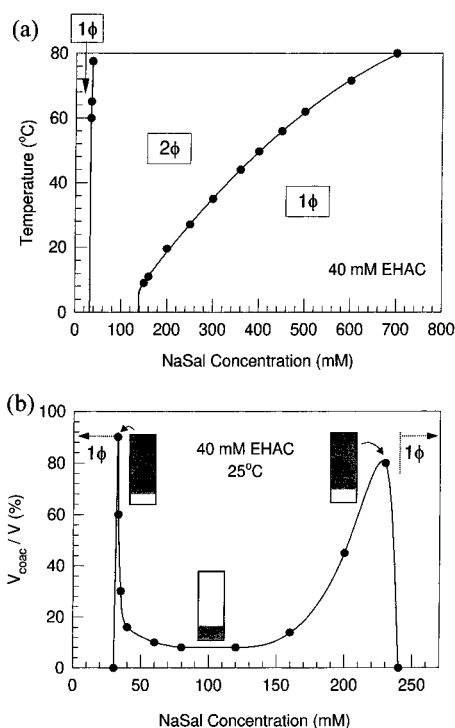 (a)
1ϕ
80
60
40
20
0
Temperature (°C)
2ϕ
1ϕ
40 mM EHAC
0 100 200 300 400 500 600 700 800
NaSal Concentration (mM)
(b)
100
80
60
40
20
0
V_coac / V (%)
1ϕ
40 mM EHAC
25°C
1ϕ
0 50 100 150 200 250
NaSal Concentration (mM)